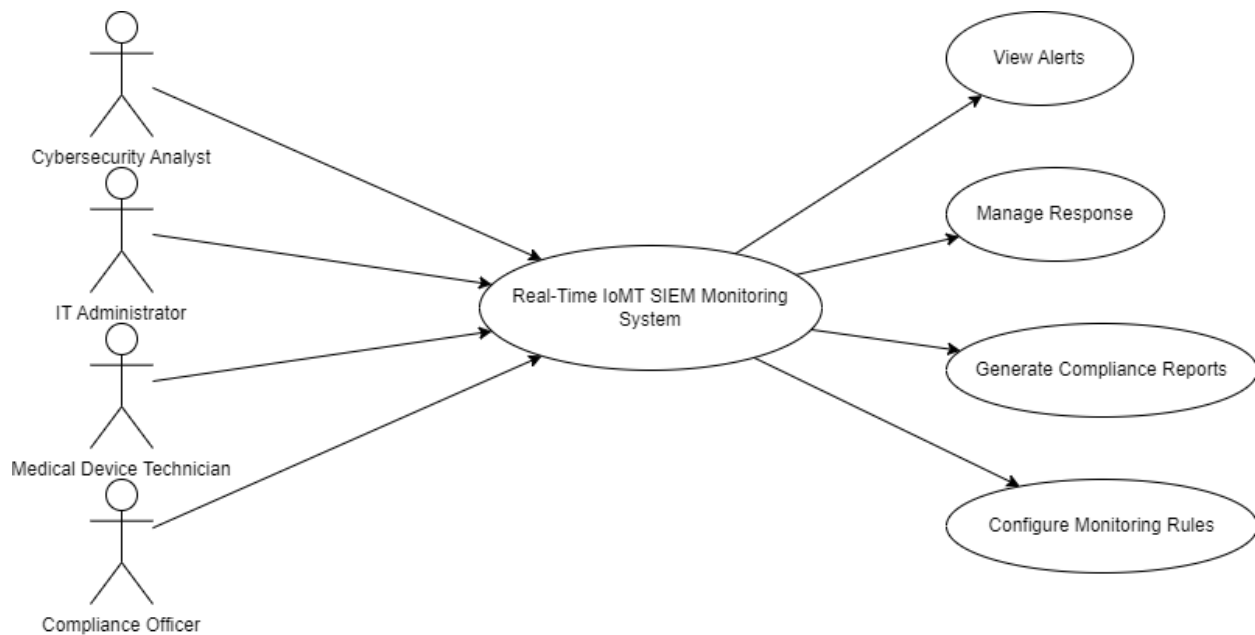 Cybersecurity Analyst
IT Administrator
Medical Device Technician
Compliance Officer
Real-Time IoMT SIEM Monitoring
System
View Alerts
Manage Response
Generate Compliance Reports
Configure Monitoring Rules